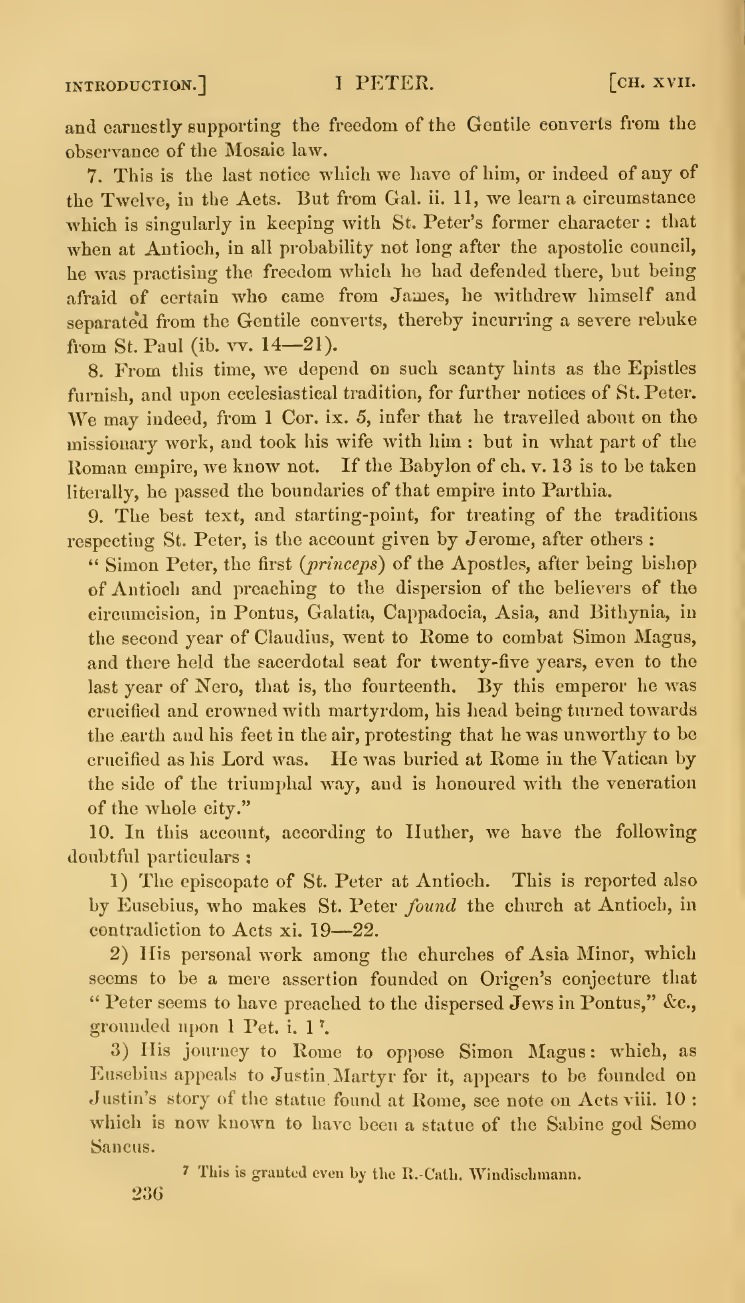 INTRODUCTION.] 1 PETER. [CH. XVII.
and earnestly supporting the freedom of the Gentile converts from the
observance of the Mosaic law.
7. This is the last notice which we have of him, or indeed of any of
the Twelve, in the Acts. But from Gal. ii. 11, we learn a circumstance
which is singularly in keeping with St. Peter's former character : that
when at Antioch, in all probability not long after the apostolic council,
he was practising the freedom which he had defended there, but being
afraid of certain who came from James, he withdrew himself and
separated from the Gentile converts, thereby incurring a severe rebuke
from St. Paul (ib. vv. 14—21).
8. From this time, we depend on such scanty hints as the Epistles
furnish, and upon ecclesiastical tradition, for further notices of St. Peter.
We may indeed, from 1 Cor. ix. 5, infer that he travelled about on the
missionary work, and took his wife with him : but in what part of the
Roman empire, we know not. If the Babylon of ch. v. 13 is to be taken
literally, he passed the boundaries of that empire into Parthia.
9. The best text, and starting-point, for treating of the traditions
respecting St. Peter, is the account given by Jerome, after others :
“ Simon Peter, the first (princeps) of the Apostles, after being bishop
of Antioch and preaching to the dispersion of the believers of the
circumcision, in Pontus, Galatia, Cappadocia, Asia, and Bithynia, in
the second year of Claudius, went to Rome to combat Simon Magus,
and there held the sacerdotal seat for twenty-five years, even to the
last year of Nero, that is, the fourteenth. By this emperor he was
crucified and crowned with martyrdom, his head being turned towards
the earth and his feet in the air, protesting that he was unworthy to be
crucified as his Lord was. He was buried at Rome in the Vatican by
the side of the triumphal way, and is honoured with the veneration
of the whole city.”
10. In this account, according to Huther, we have the following
doubtful particulars :
1) The episcopate of St. Peter at Antioch. This is reported also
by Eusebius, who makes St. Peter found the church at Antioch, in
contradiction to Acts xi. 19—22.
2) His personal work among the churches of Asia Minor, which
seems to be a mere assertion founded on Origen's conjecture that
“ Peter seems to have preached to the dispersed Jews in Pontus,” &c.,
grounded upon 1 Pet. i. 1 7.
3) His journey to Rome to oppose Simon Magus : which, as
Eusebius appeals to Justin Martyr for it, appears to be founded on
Justin's story of the statue found at Rome, see note on Acts viii. 10 :
which is now known to have been a statue of the Sabine god Semo
Sancus.
7 This is granted even by the R.-Cath. Windischmann.
236